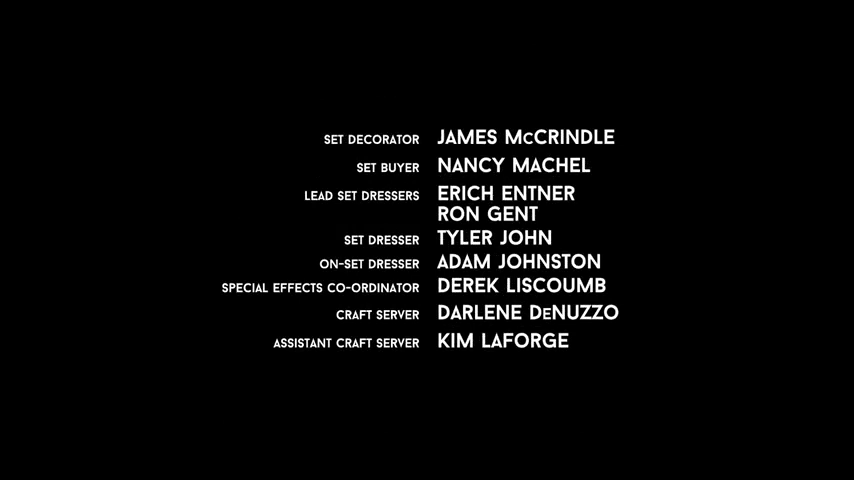 SET DECORATOR JAMES McCRINDLE
SET BUYER NANCY MACHEL
LEAD SET DRESSERS ERICH ENTNER
RON GENT
SET DRESSER TYLER JOHN
ON-SET DRESSER ADAM JOHNSTON
SPECIAL EFFECTS CO-ORDINATOR DEREK LISCOUMB
CRAFT SERVER DARLENE DeNUZZO
ASSISTANT CRAFT SERVER KIM LAFORGE